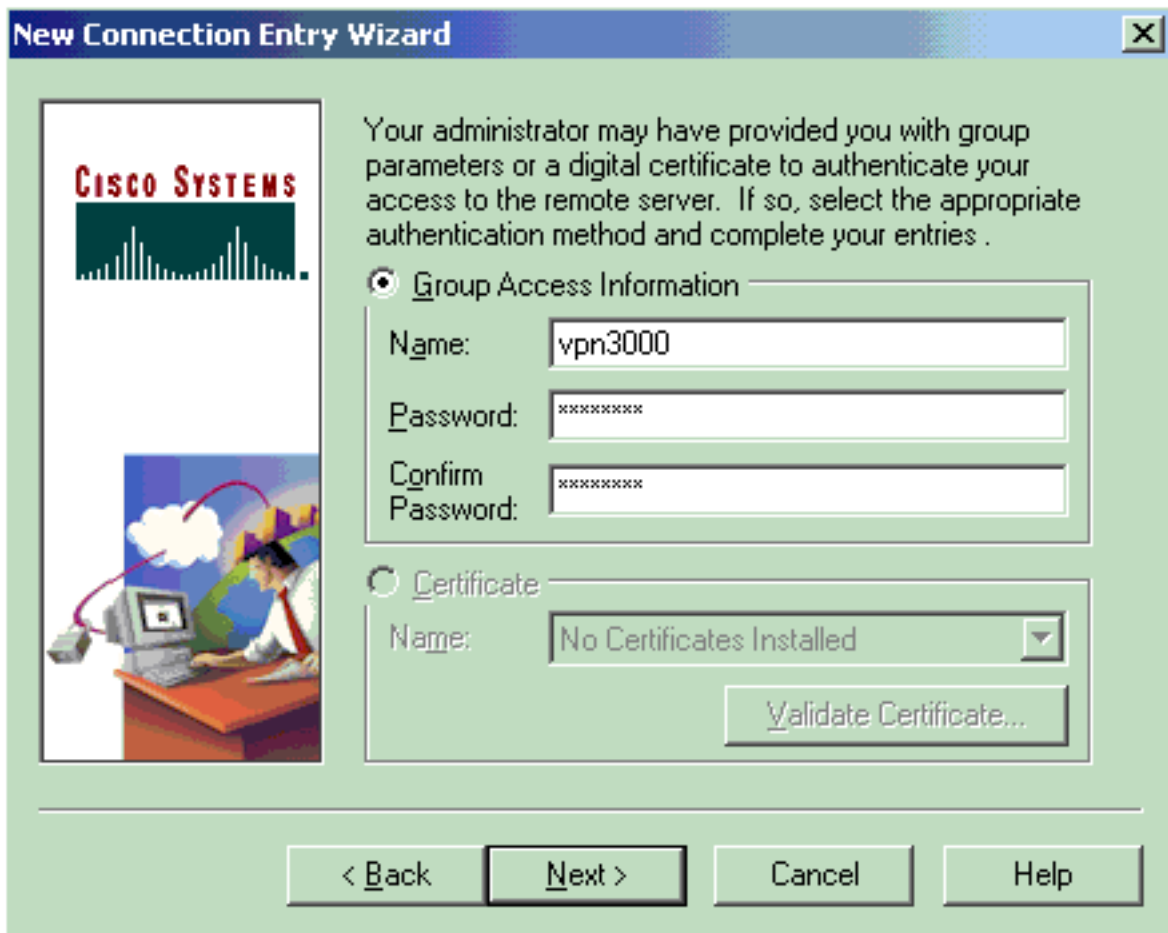 New Connection Entry Wizard
CISCO SYSTEMS
Your administrator may have provided you with group
parameters or a digital certificate to authenticate your
access to the remote server.  If so, select the appropriate
authentication method and complete your entries .
Group Access Information
Name:
vpn3000
Password:
********
Confirm
Password:
********
Certificate
Name:
No Certificates Installed
Validate Certificate...
< Back
Next >
Cancel
Help